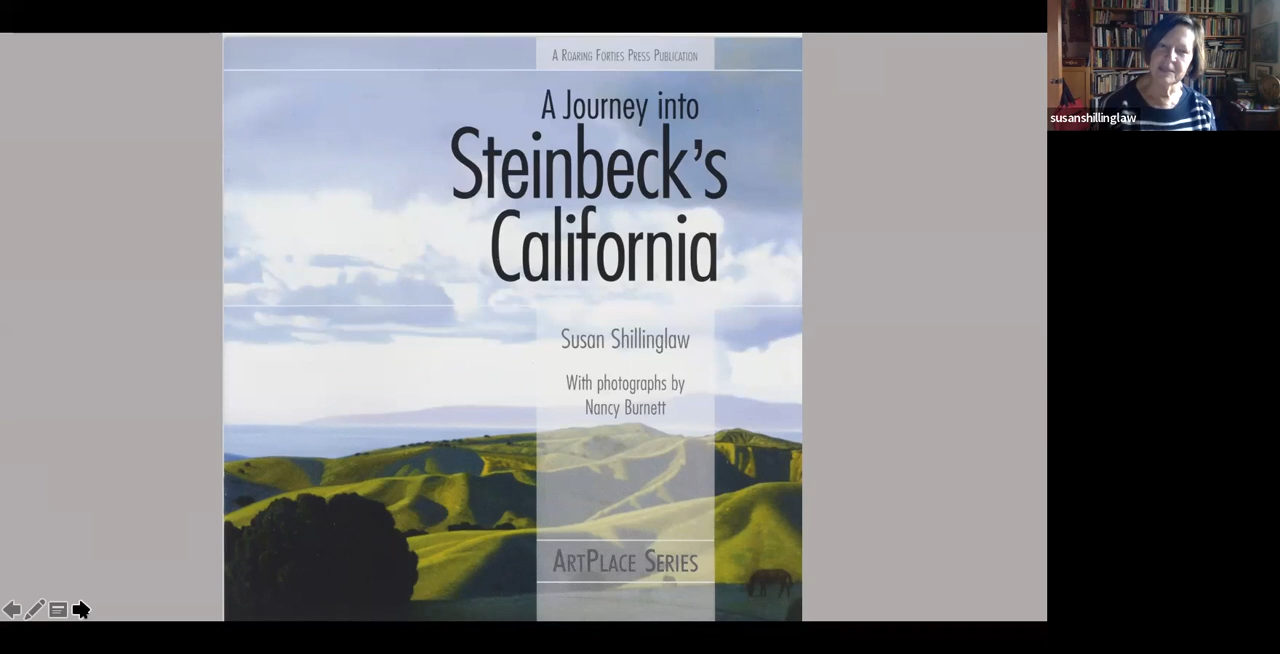 A Roaring Forties Press Publication
A Journey into
Steinbeck's
California
Susan Shillinglaw
With photographs by
Nancy Burnett
ArtPlace Series
susanshillinglaw